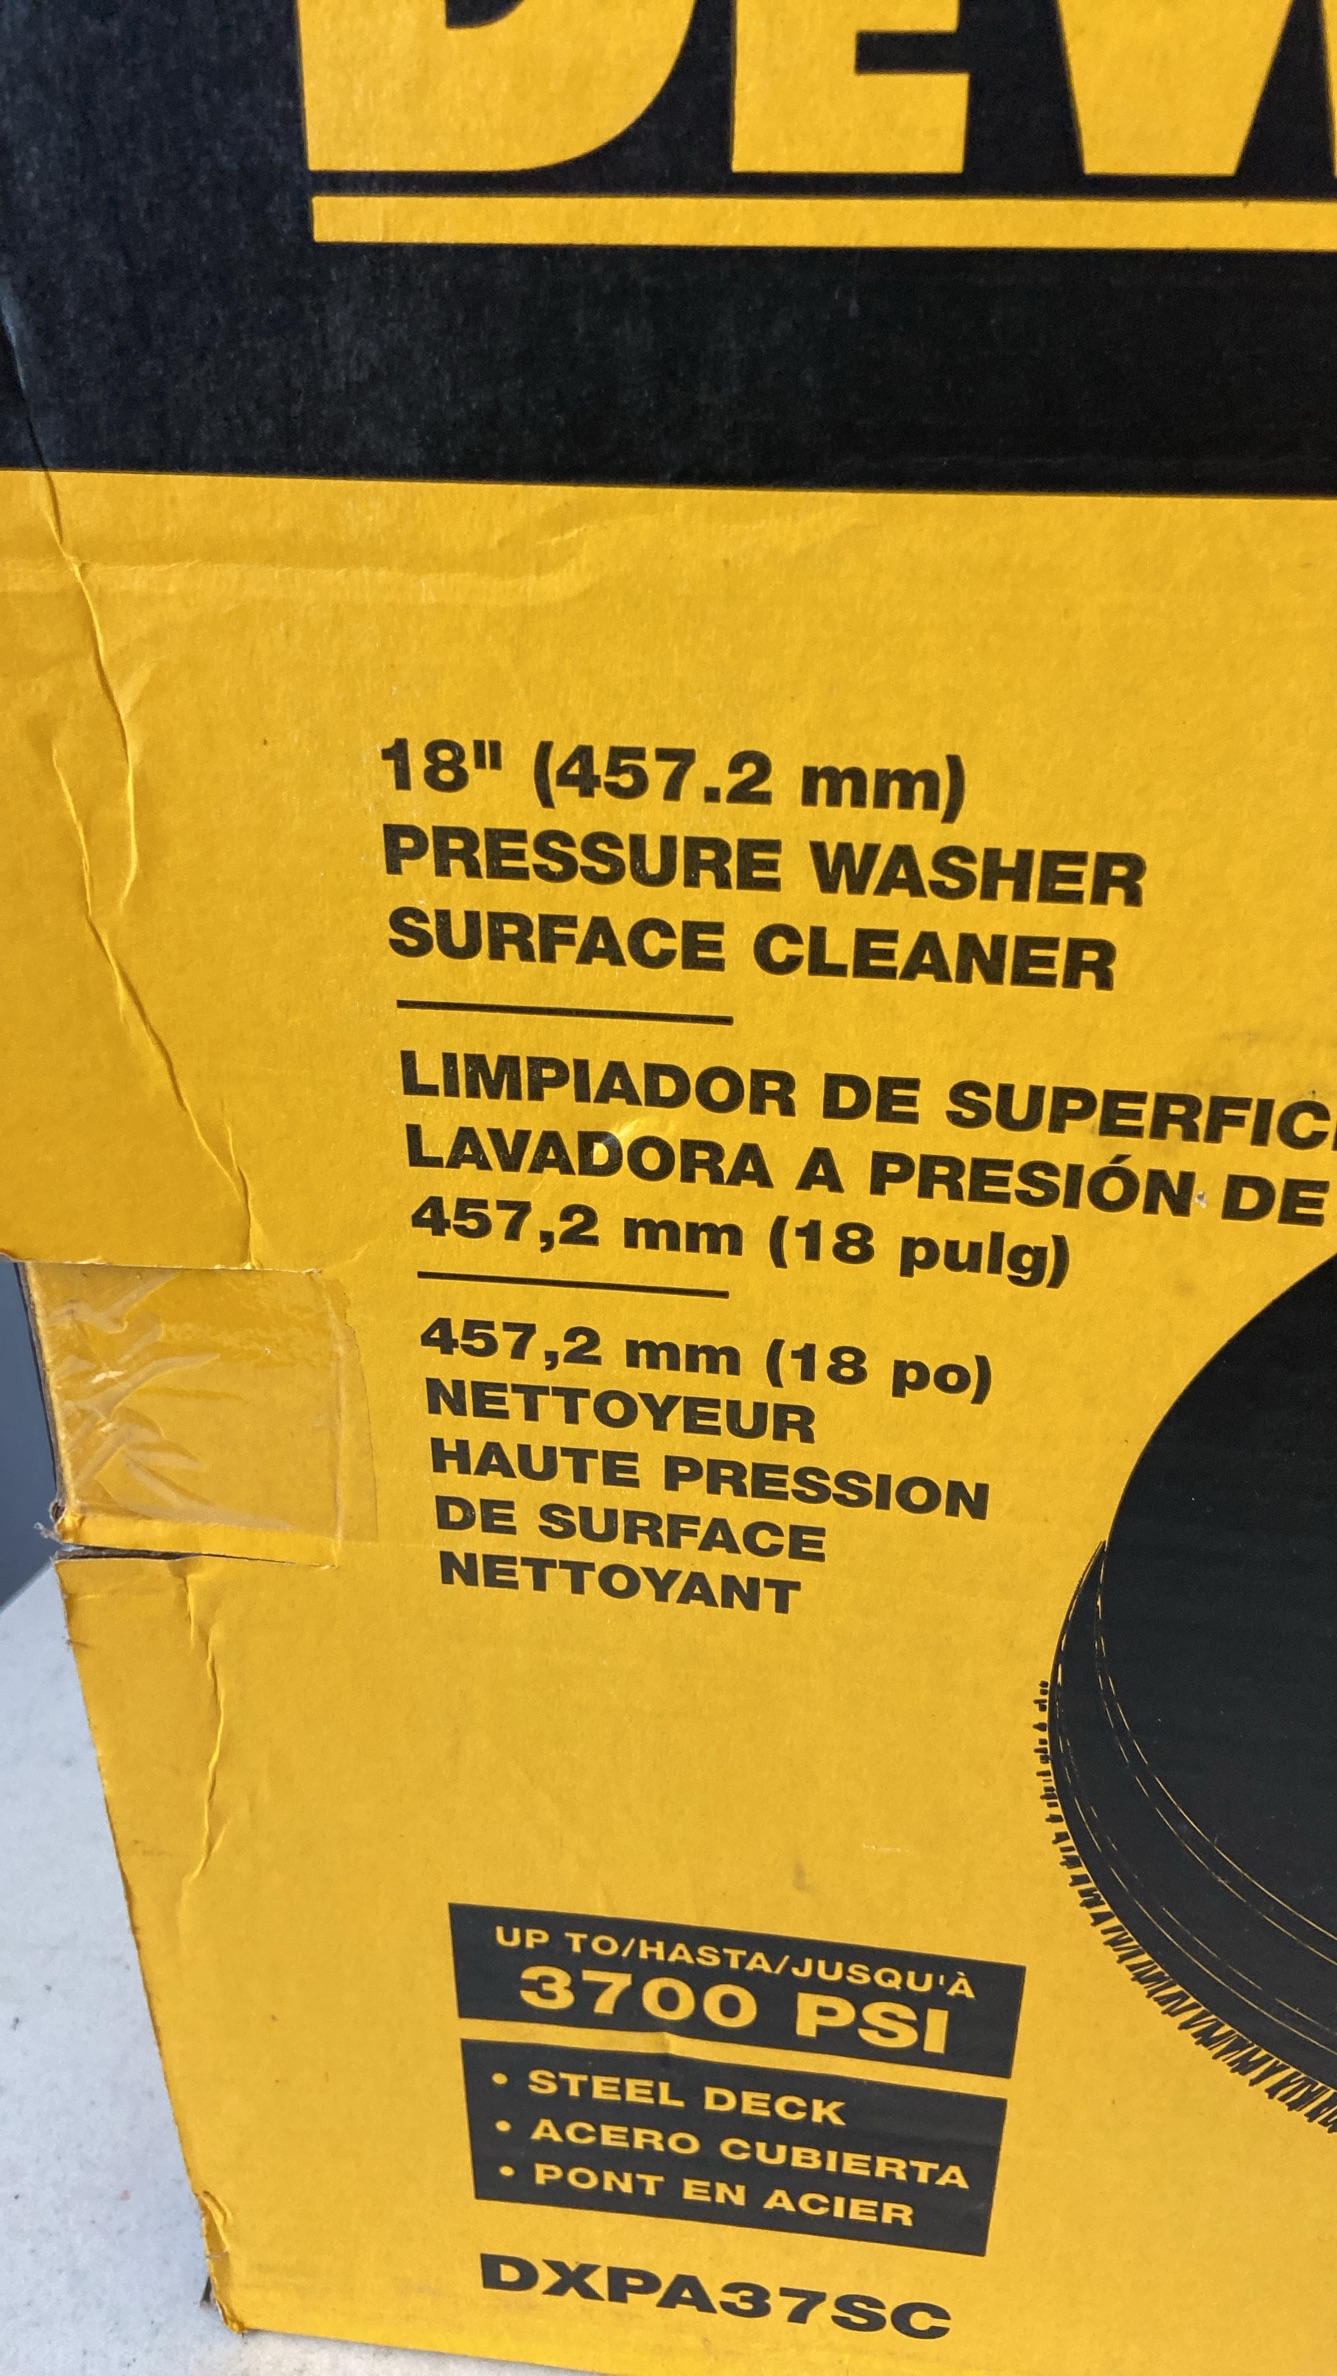 DEW
18" (457.2 mm)
PRESSURE WASHER
SURFACE CLEANER
LIMPIADOR DE SUPERFICI
LAVADORA A PRESIÓN DE
457,2 mm (18 pulg)
457,2 mm (18 po)
NETTOYEUR
HAUTE PRESSION
DE SURFACE
NETTOYANT
UP TO/HASTA/JUSQU'À
3700 PSI
• STEEL DECK
• ACERO CUBIERTA
• PONT EN ACIER
DXPA37SC